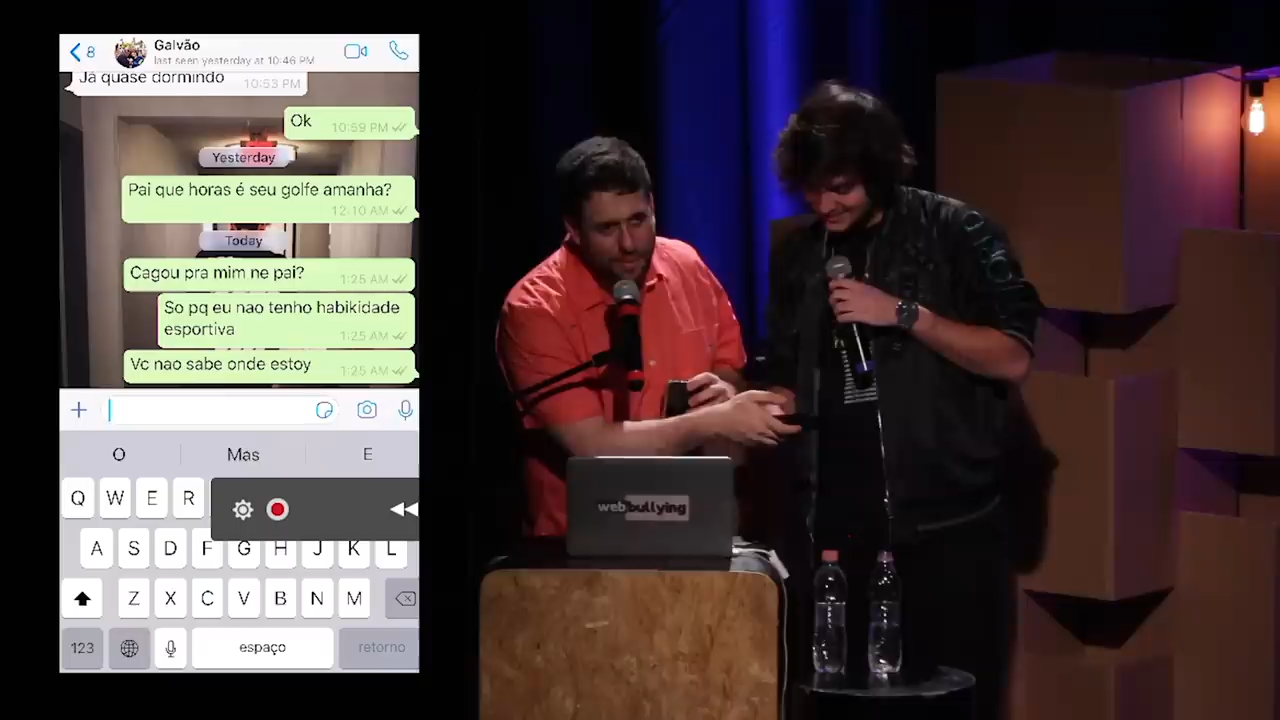 8
Galvão
last seen yesterday at 10:46 PM
Já quase dormindo
10:53 PM
Ok
10:59 PM
Yesterday
Pai que horas é seu golfe amanha?
12:10 AM
Today
Cagou pra mim ne pai?
1:25 AM
So pq eu nao tenho habikidade
esportiva
1:25 AM
Vc nao sabe onde estoy
1:25 AM
O Mas E
Q W E R
A S D F G H J K L
Z X C V B N M
123 espaço retorno
webbullying